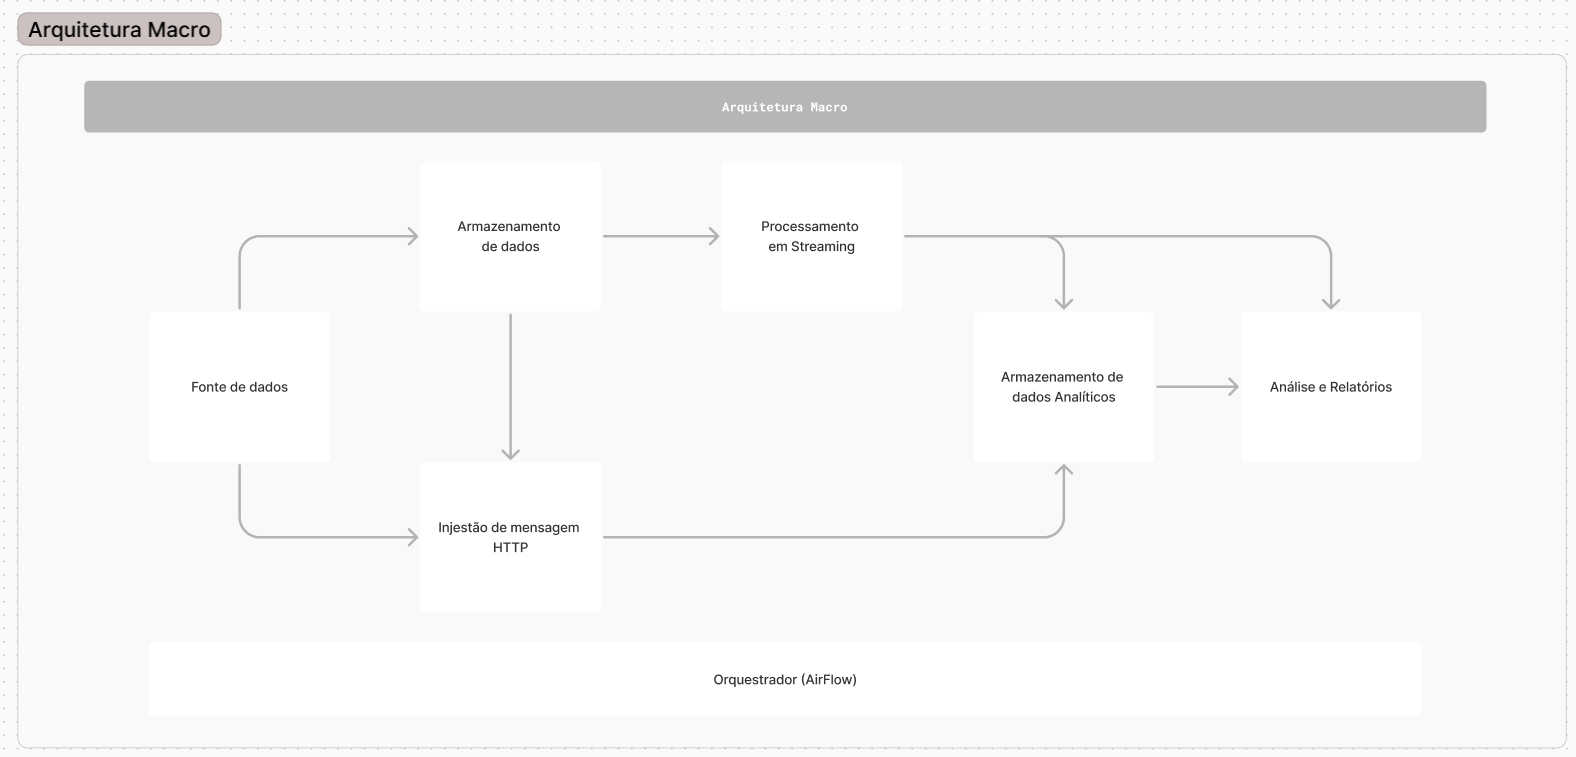 Arquitetura Macro
Arquitetura Macro
Armazenamento
de dados
Processamento
em Streaming
Fonte de dados
Armazenamento de
dados Analíticos
Análise e Relatórios
Injestão de mensagem
HTTP
Orquestrador (AirFlow)